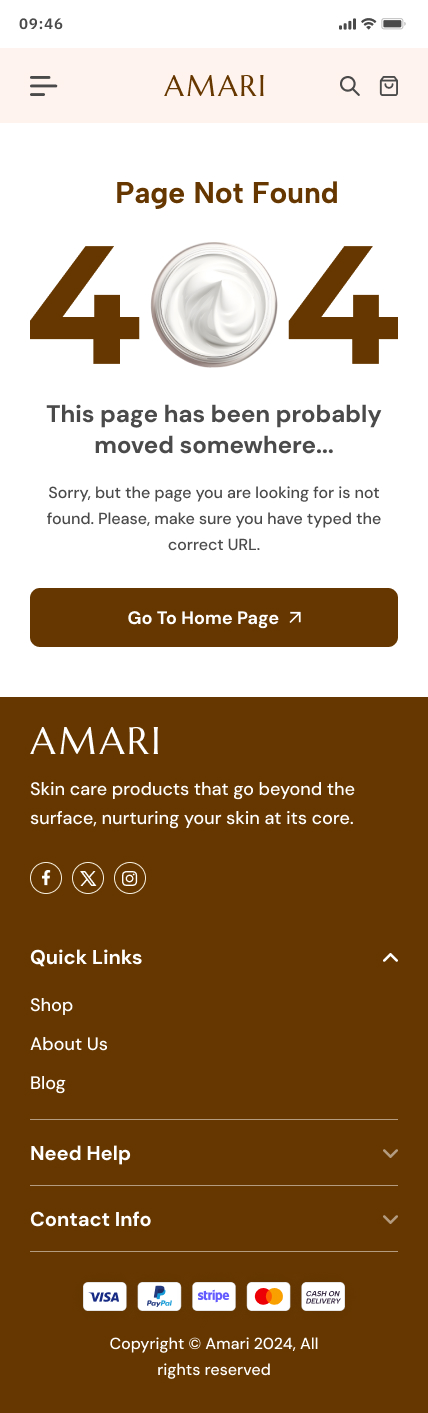 09:46
AMARI
Page Not Found
4 4
This page has been probably
moved somewhere...
Sorry, but the page you are looking for is not
found. Please, make sure you have typed the
correct URL.
Go To Home Page
AMARI
Skin care products that go beyond the
surface, nurturing your skin at its core.
Quick Links
Shop
About Us
Blog
Need Help
Contact Info
VISA PayPal stripe mastercard CASH ON
DELIVERY
Copyright © Amari 2024, All
rights reserved